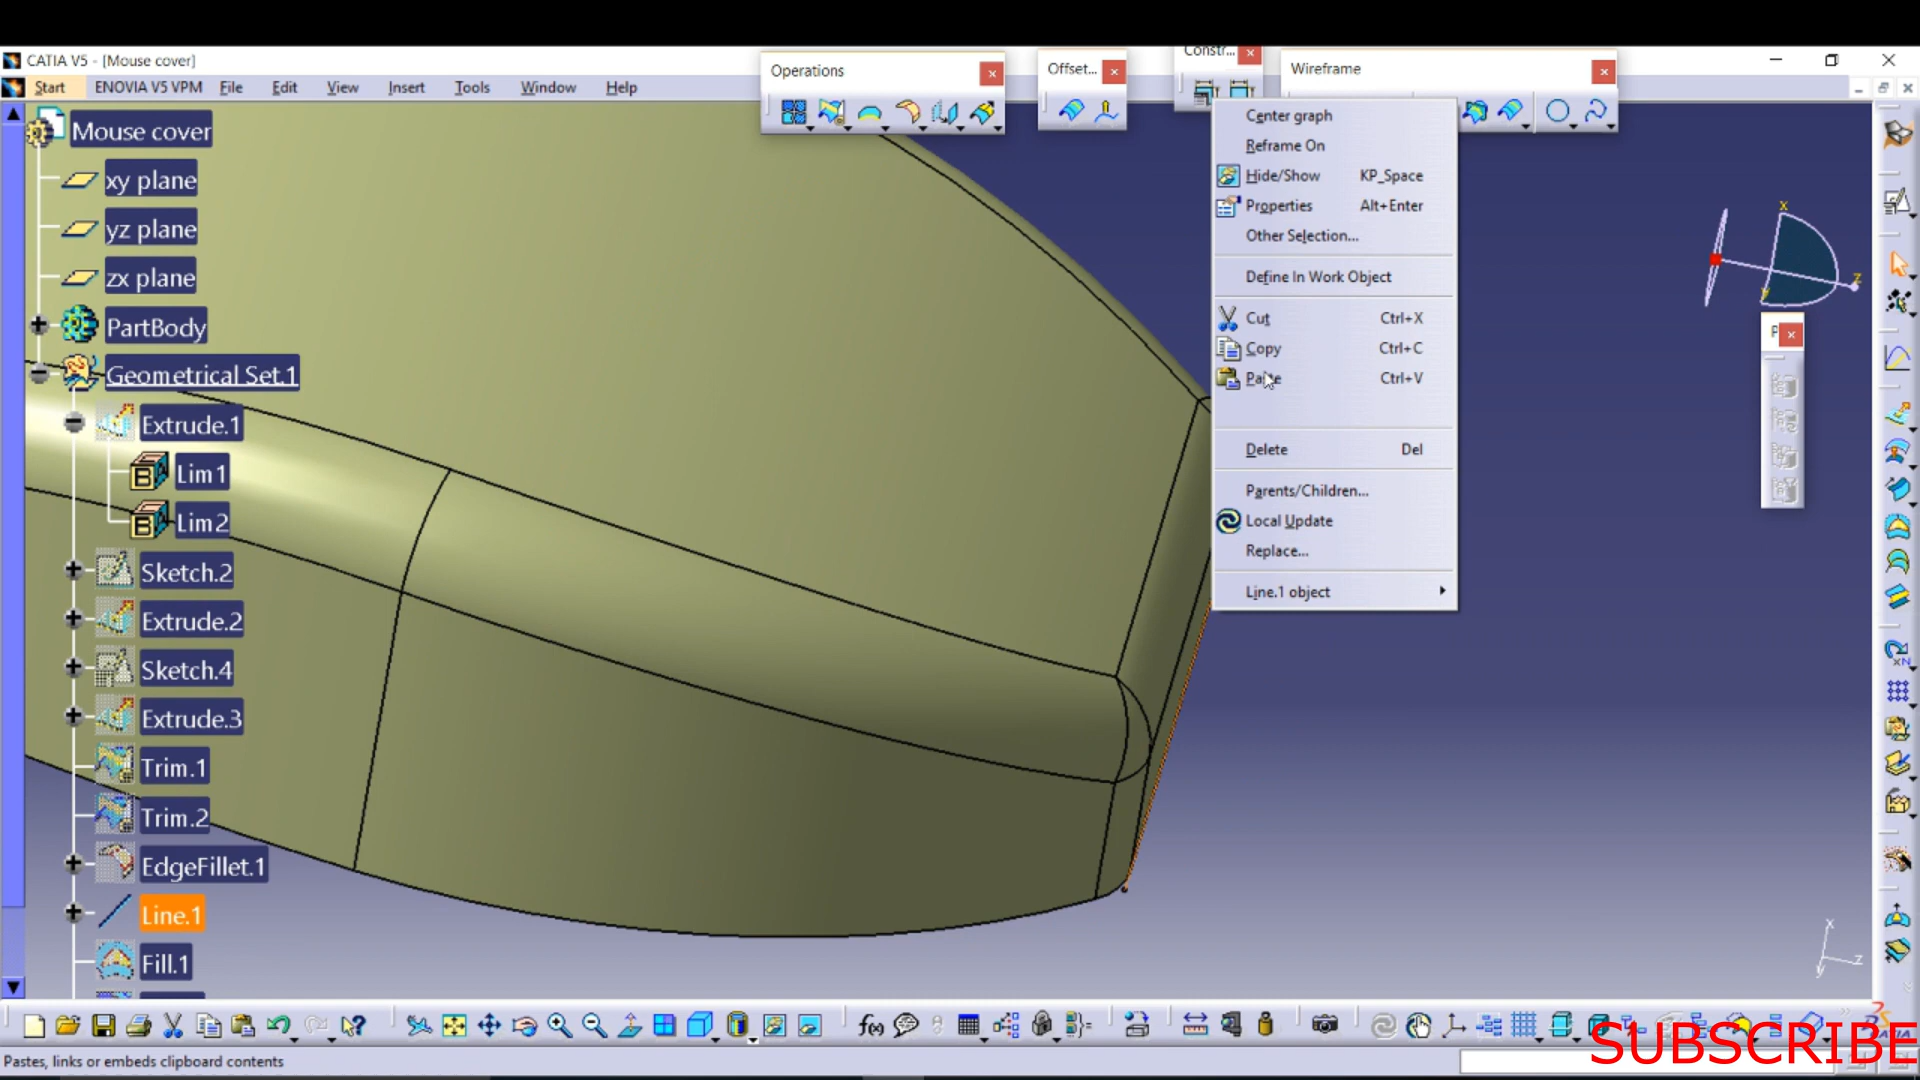 CATIA V5 - [Mouse cover]
Start
ENOVIA V5 VPM
File
Edit
View
Insert
Tools
Window
Help
Operations
Offset...
Constr...
Wireframe
Mouse cover
xy plane
yz plane
zx plane
PartBody
Geometrical Set.1
Extrude.1
B Lim1
B Lim2
Sketch.2
Extrude.2
Sketch.4
Extrude.3
Trim.1
Trim.2
EdgeFillet.1
Line.1
Fill.1
Center graph
Reframe On
Hide/Show KP_Space
Properties Alt+Enter
Other Selection...
Define In Work Object
Cut Ctrl+X
Copy Ctrl+C
Paste Ctrl+V
Delete Del
Parents/Children...
Local Update
Replace...
Line.1 object
x
z
y
P
x
z
y
f(x)
Pastes, links or embeds clipboard contents
SUBSCRIBE